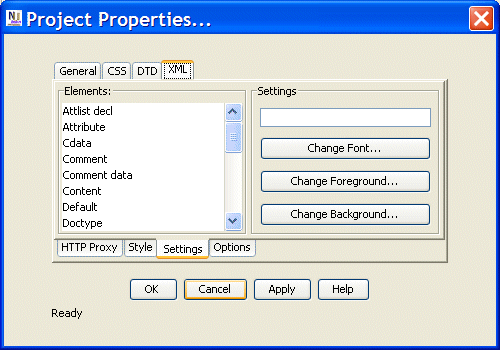 Project Properties...
General CSS DTD XML
Elements:
Attlist decl
Attribute
Cdata
Comment
Comment data
Content
Default
Doctype
Settings
Change Font...
Change Foreground...
Change Background...
HTTP Proxy Style Settings Options
OK Cancel Apply Help
Ready